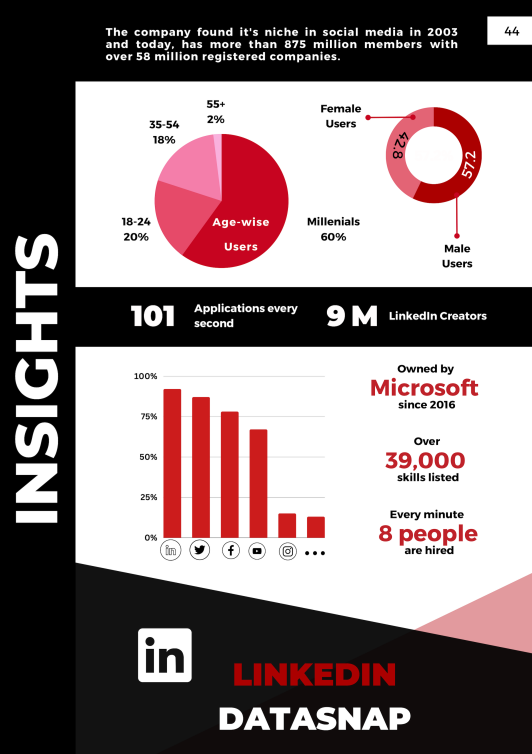 The company found it's niche in social media in 2003
and today, has more than 875 million members with
over 58 million registered companies.
44
55+
2%
35-54
18%
18-24
20%
Age-wise
Users
Millenials
60%
Female
Users
42.8
57.2
Male
Users
INSIGHTS
101
Applications every
second
9 M
LinkedIn Creators
100%
75%
50%
25%
0%
in
Owned by
Microsoft
since 2016
Over
39,000
skills listed
Every minute
8 people
are hired
in
LINKEDIN
DATASNAP